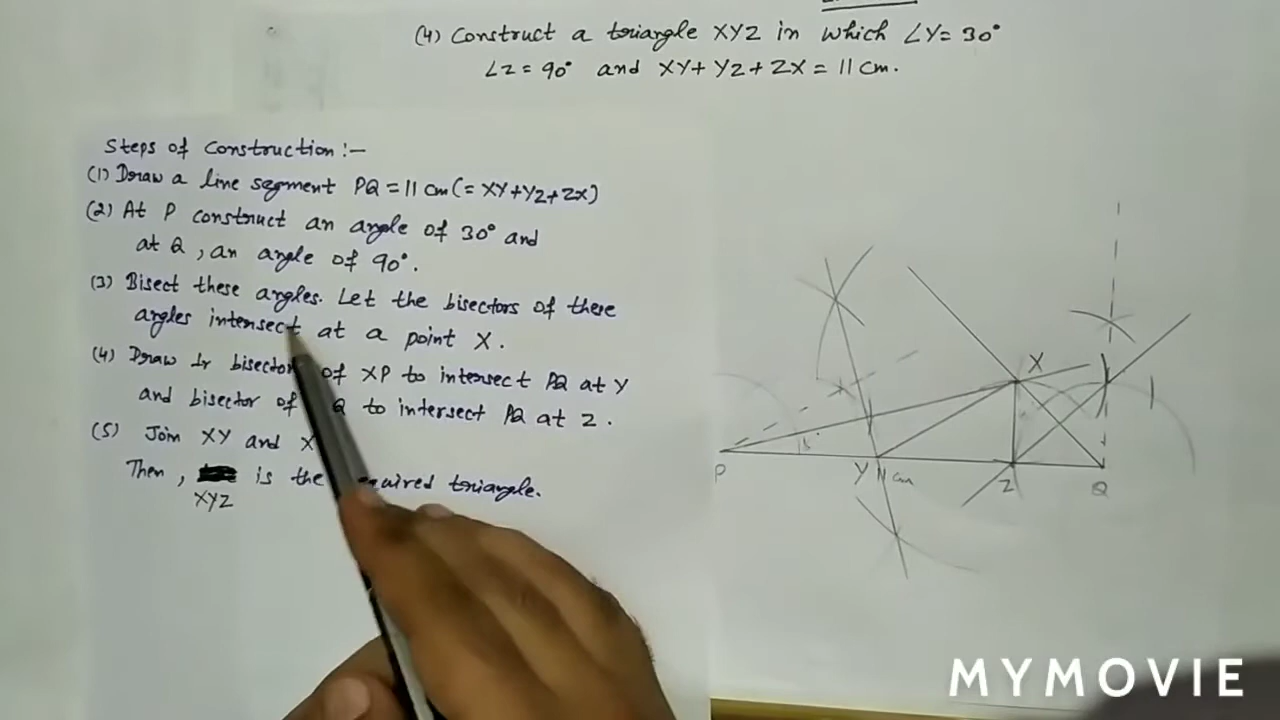 (4) Construct a triangle XYZ in which ∠Y= 30°
∠Z = 90° and XY+ YZ+ ZX = 11 cm.
Steps of Construction :-
(1) Draw a line segment PQ = 11 cm (= XY+YZ+ZX)
(2) At P construct an angle of 30° and
at Q, an angle of 90°.
(3) Bisect these angles. Let the bisectors of these
angles intersect at a point X.
(4) Draw ⊥r bisector of XP to intersect PQ at Y
and bisector of Q to intersect PQ at Z.
(5) Join XY and X
Then, is the required triangle.
XYZ
X
15°
P
Y
11 cm
Z
Q
MYMOVIE